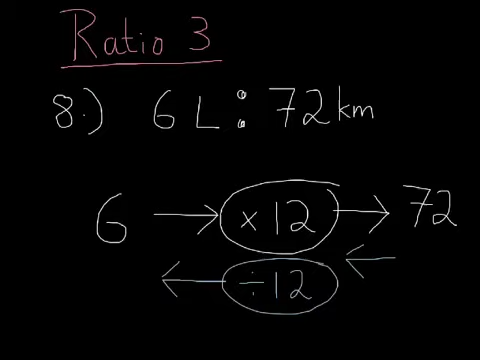 Ratio 3
8.) 6 L : 72 km
6 → ×12 → 72
← ÷12 ←